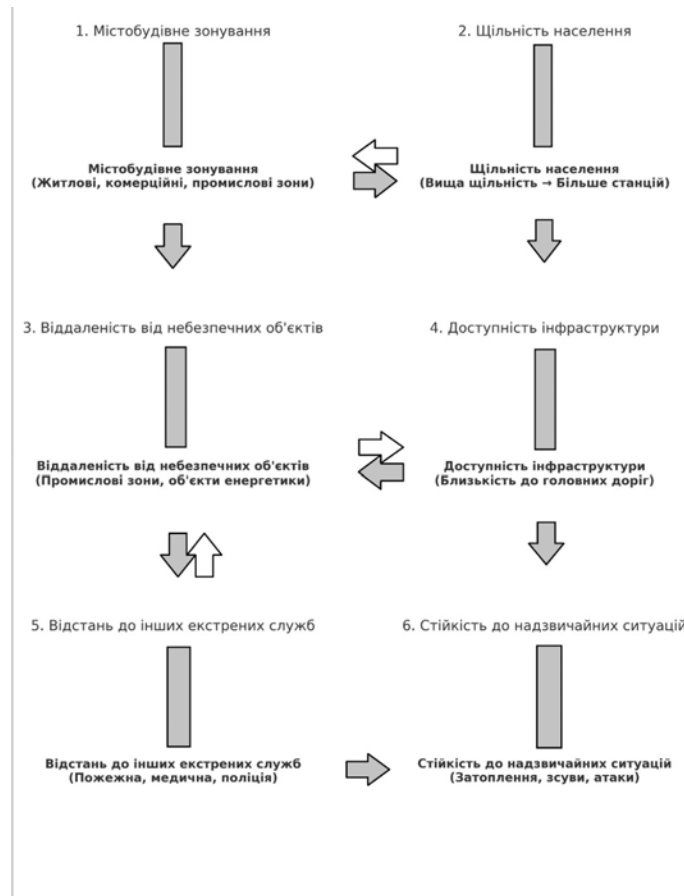 1. Містобудівне зонування
2. Щільність населення
Містобудівне зонування
(Житлові, комерційні, промислові зони)
Щільність населення
(Вища щільність → Більше станцій)
3. Віддаленість від небезпечних об'єктів
4. Доступність інфраструктури
Віддаленість від небезпечних об'єктів
(Промислові зони, об'єкти енергетики)
Доступність інфраструктури
(Близькість до головних доріг)
5. Відстань до інших екстрених служб
6. Стійкість до надзвичайних ситуацій
Відстань до інших екстрених служб
(Пожежна, медична, поліція)
Стійкість до надзвичайних ситуацій
(Затоплення, зсуви, атаки)